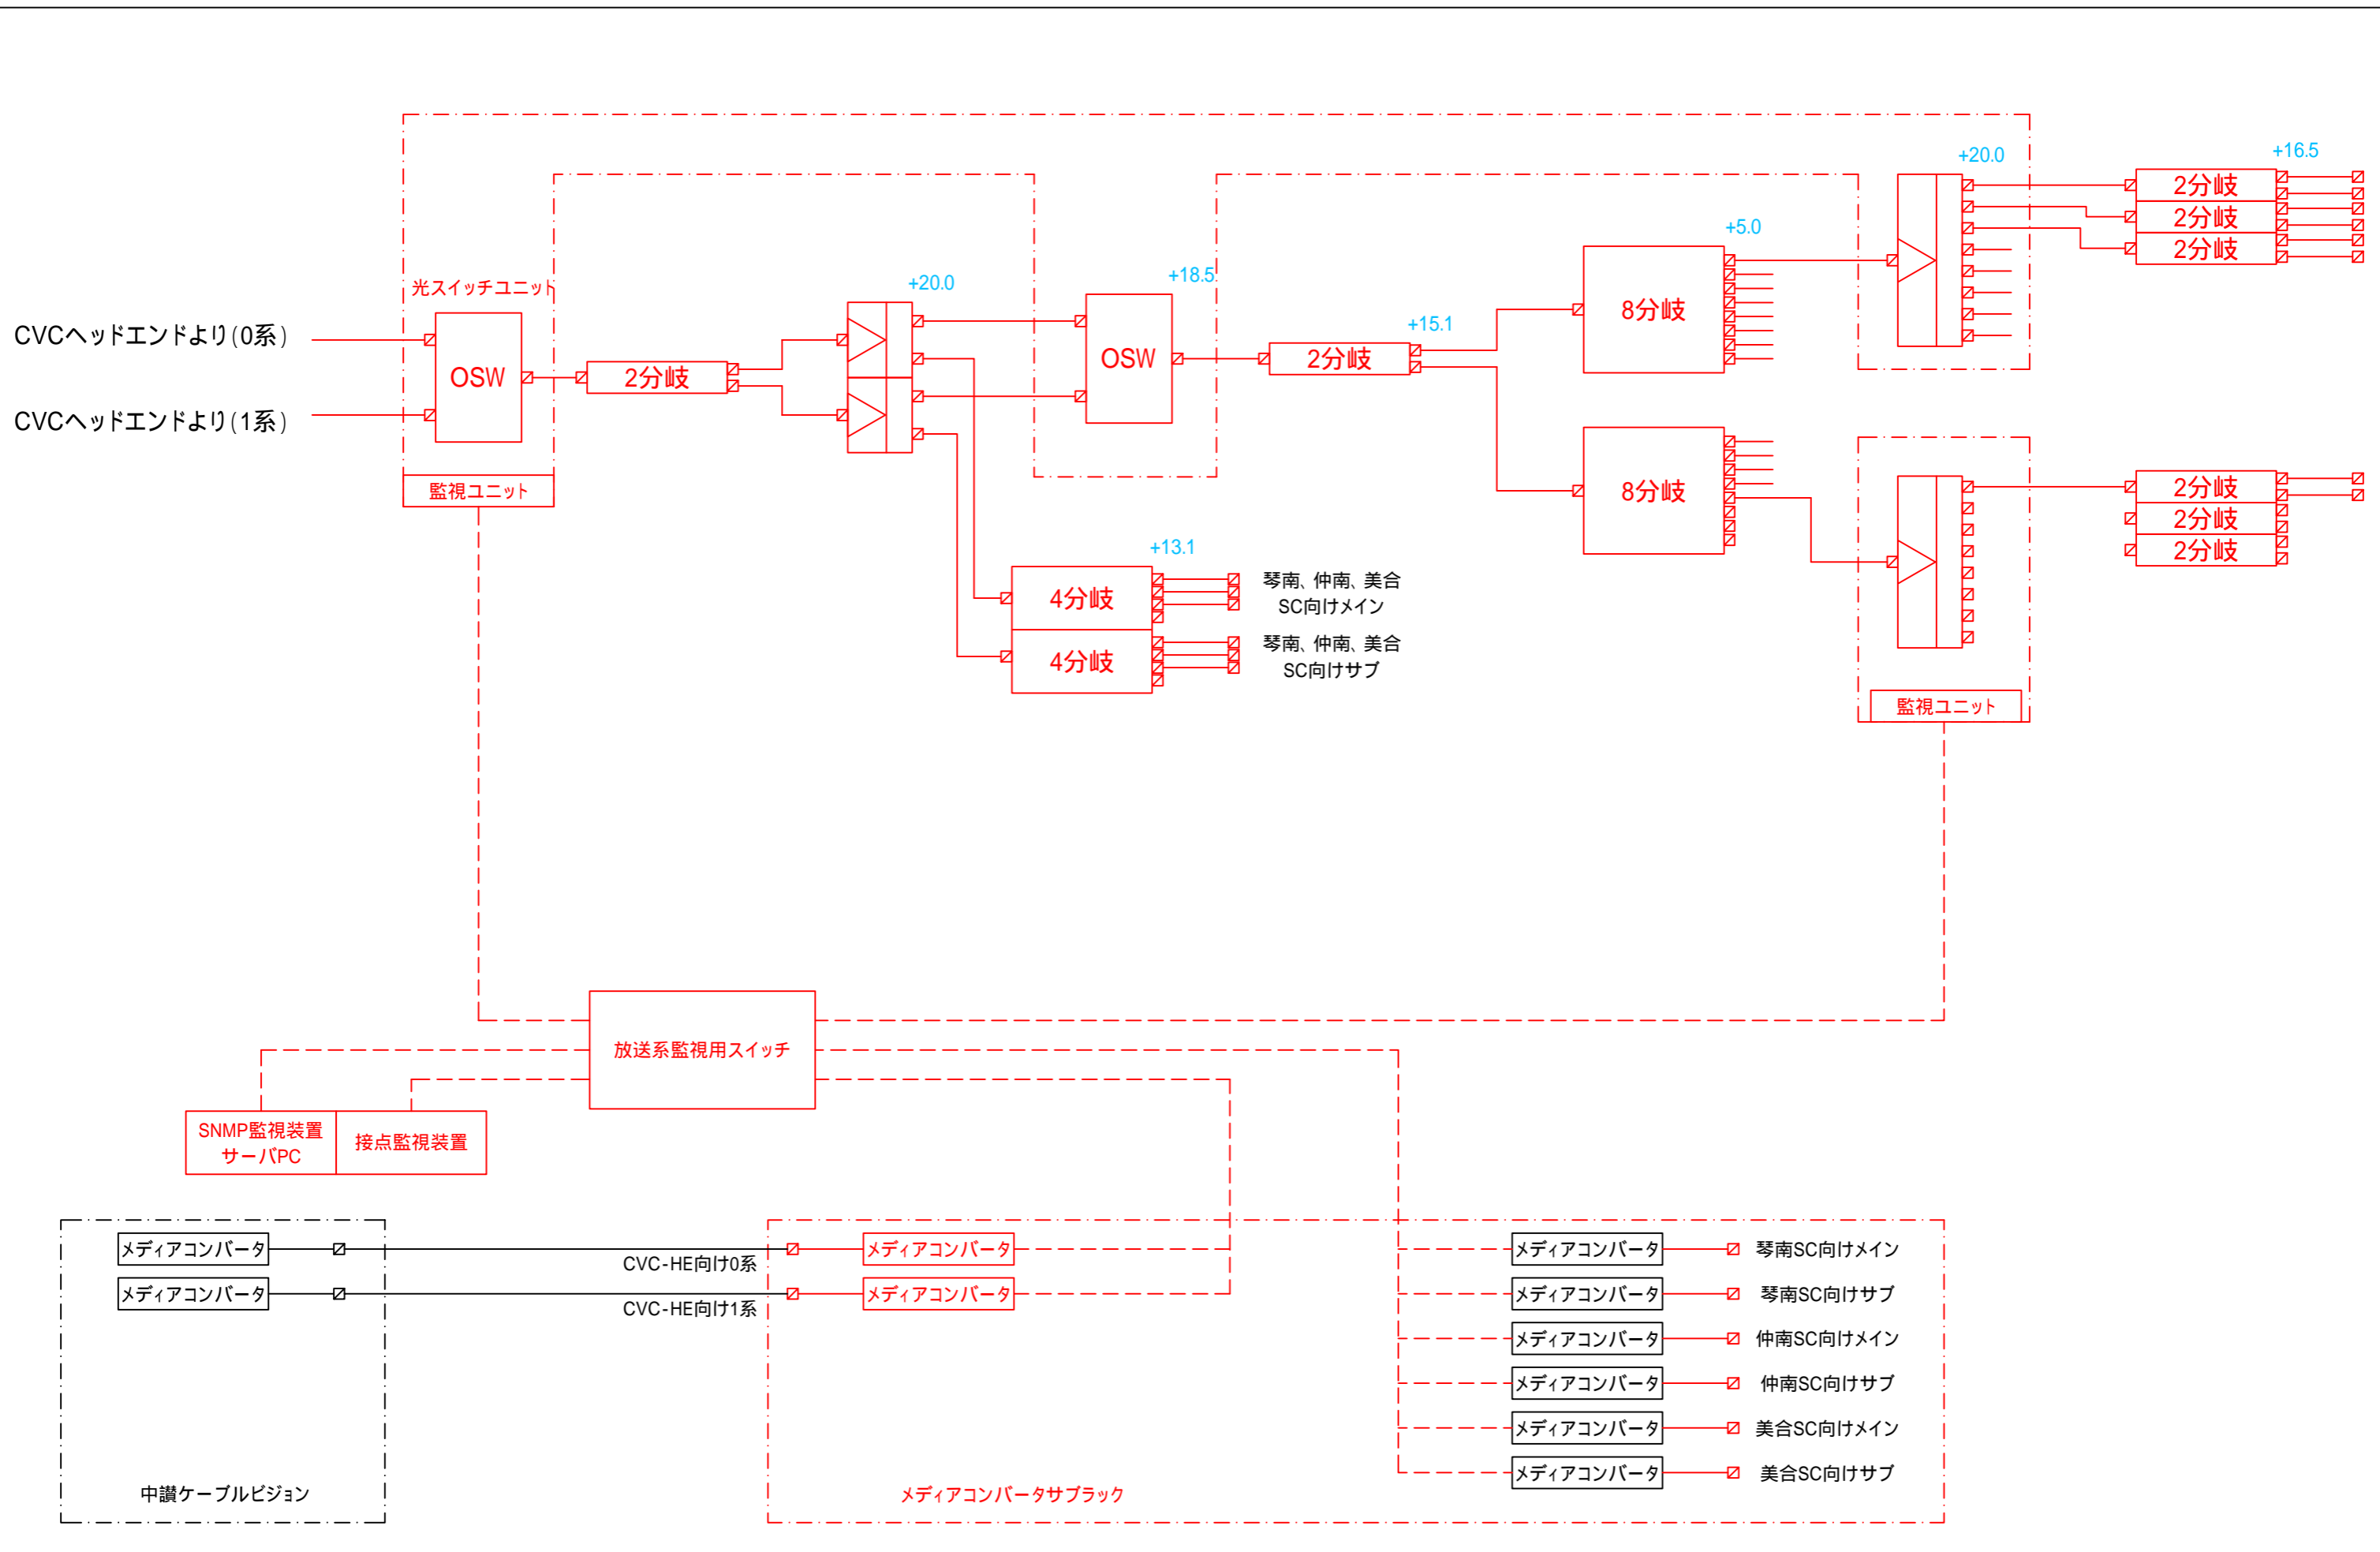 +20.0
+16.5
2分岐
2分岐
2分岐
+5.0
+20.0
+18.5
光スイッチユニット
8分岐
CVCヘッドエンドより(0系)
+15.1
OSW
2分岐
OSW
2分岐
CVCヘッドエンドより(1系)
監視ユニット
8分岐
2分岐
2分岐
2分岐
+13.1
4分岐
琴南、仲南、美合
SC向けメイン
4分岐
琴南、仲南、美合
SC向けサブ
監視ユニット
放送系監視用スイッチ
SNMP監視装置
サーバPC
接点監視装置
メディアコンバータ
CVC-HE向け0系
メディアコンバータ
メディアコンバータ
琴南SC向けメイン
メディアコンバータ
CVC-HE向け1系
メディアコンバータ
メディアコンバータ
琴南SC向けサブ
メディアコンバータ
仲南SC向けメイン
メディアコンバータ
仲南SC向けサブ
メディアコンバータ
美合SC向けメイン
メディアコンバータ
美合SC向けサブ
中讃ケーブルビジョン
メディアコンバータサブラック